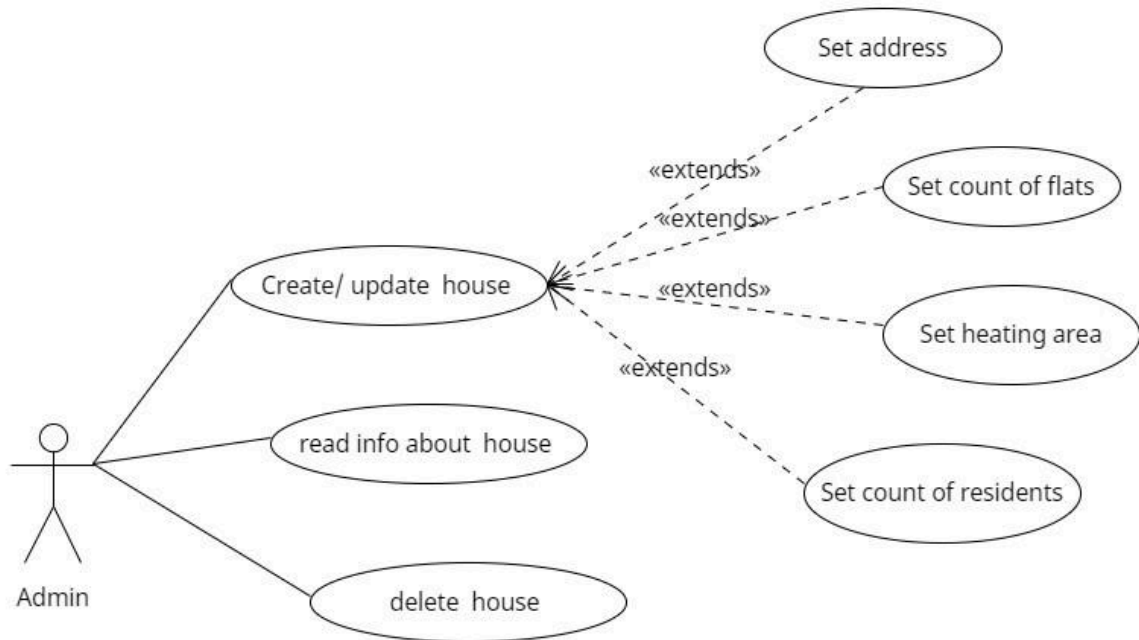 Set address
«extends»
Set count of flats
«extends»
Create/ update house
«extends»
Set heating area
«extends»
read info about house
Set count of residents
Admin
delete house